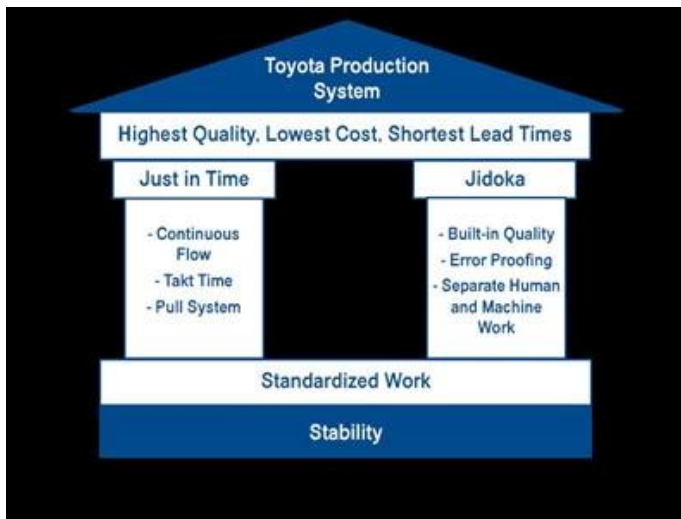 Toyota Production
System
Highest Quality, Lowest Cost, Shortest Lead Times
Just in Time
- Continuous
Flow
- Takt Time
- Pull System
Jidoka
- Built-in Quality
- Error Proofing
- Separate Human
and Machine
Work
Standardized Work
Stability